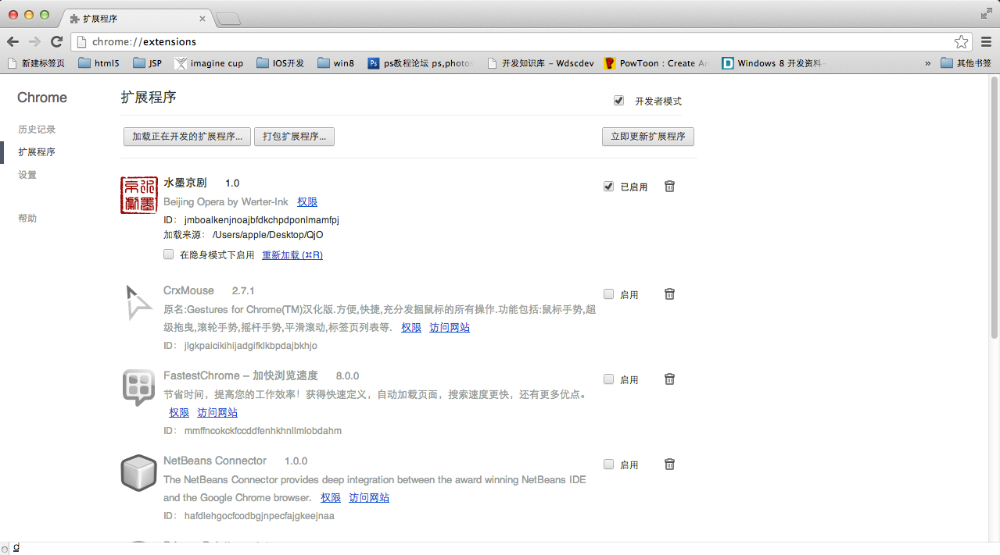 扩展程序
chrome://extensions
新建标签页 html5 JSP imagine cup IOS开发 win8 ps教程论坛 ps,photos 开发知识库 - Wdscdev PowToon : Create An Windows 8 开发资料 » 其他书签
Chrome
历史记录
扩展程序
设置
帮助
扩展程序 开发者模式
加载正在开发的扩展程序... 打包扩展程序... 立即更新扩展程序
水墨京剧 1.0 已启用
Beijing Opera by Werter-Ink 权限
ID: jmboalkenjnoajbfdkchpdponlmamfpj
加载来源: /Users/apple/Desktop/QjO
在隐身模式下启用 重新加载 (⌘R)
CrxMouse 2.7.1 启用
原名:Gestures for Chrome(TM)汉化版.方便,快捷,充分发掘鼠标的所有操作.功能包括:鼠标手势,超
级拖曳,滚轮手势,摇杆手势,平滑滚动,标签页列表等. 权限 访问网站
ID: jlgkpaicikihijadgifklkbpdajbkhjo
FastestChrome – 加快浏览速度 8.0.0 启用
节省时间，提高您的工作效率！获得快速定义，自动加载页面，搜索速度更快，还有更多优点。
权限 访问网站
ID: mmffncokckfccddfenhkhnllmlobdahm
NetBeans Connector 1.0.0 启用
The NetBeans Connector provides deep integration between the award winning NetBeans IDE
and the Google Chrome browser. 权限 访问网站
ID: hafdlehgocfcodbgjnpecfajgkeejnaa
d